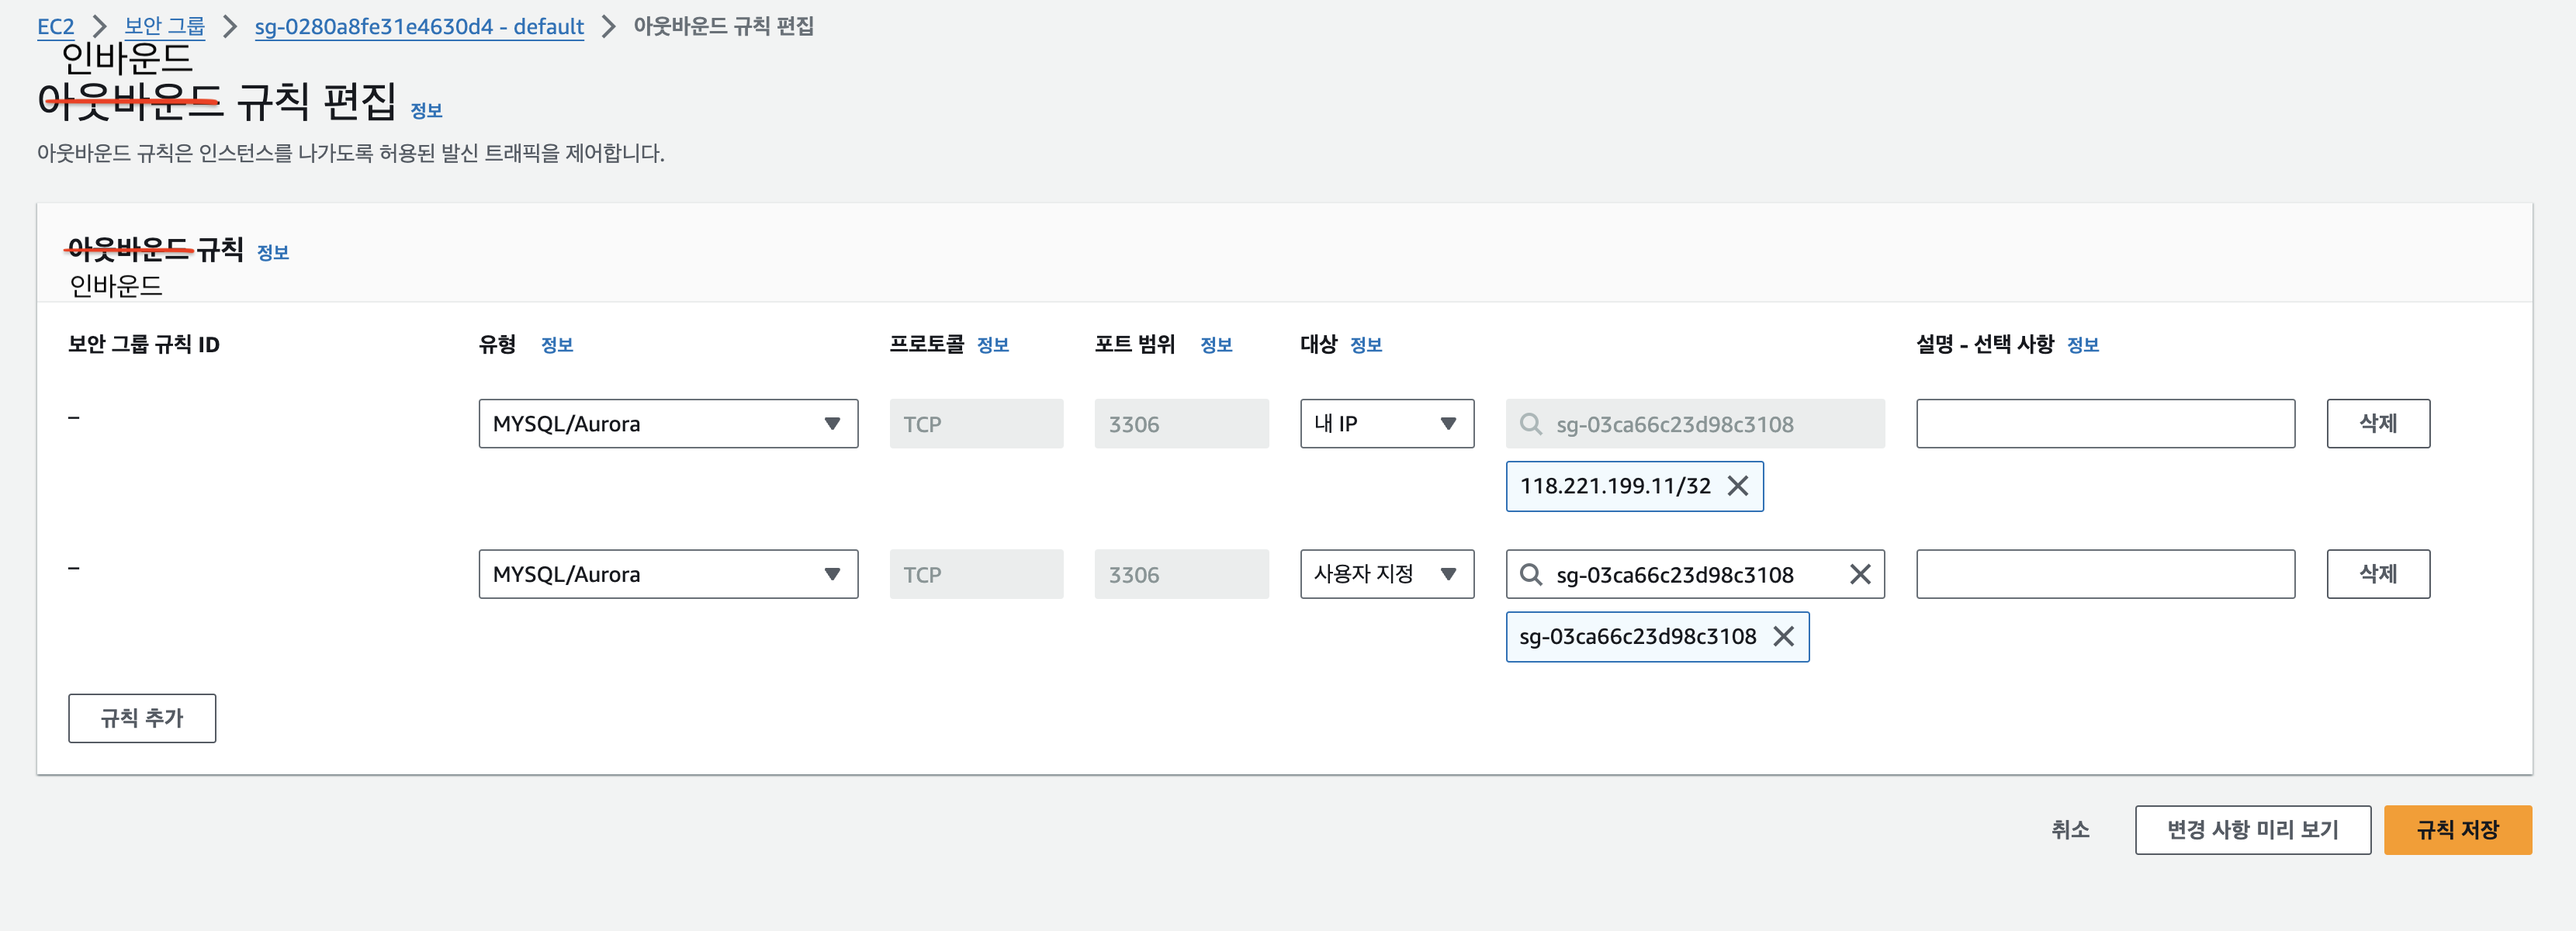 EC2 > 보안 그룹 > sg-0280a8fe31e4630d4 - default > 아웃바운드 규칙 편집
인바운드
아웃바운드 규칙 편집 정보
아웃바운드 규칙은 인스턴스를 나가도록 허용된 발신 트래픽을 제어합니다.
아웃바운드 규칙 정보
인바운드
보안 그룹 규칙 ID 유형 정보 프로토콜 정보 포트 범위 정보 대상 정보 설명 - 선택 사항 정보
– MYSQL/Aurora TCP 3306 내 IP sg-03ca66c23d98c3108 삭제
118.221.199.11/32
– MYSQL/Aurora TCP 3306 사용자 지정 sg-03ca66c23d98c3108 삭제
sg-03ca66c23d98c3108
규칙 추가
취소 변경 사항 미리 보기 규칙 저장